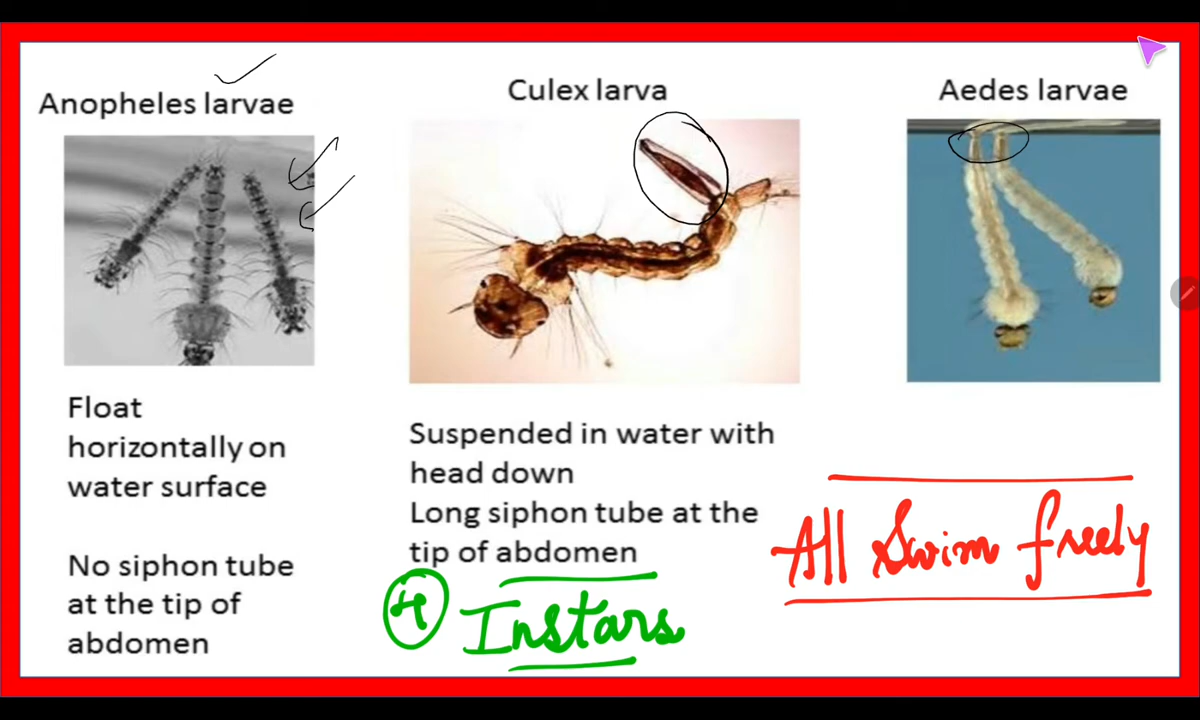 Anopheles larvae
Culex larva
Aedes larvae
Float
horizontally on
water surface
No siphon tube
at the tip of
abdomen
Suspended in water with
head down
Long siphon tube at the
tip of abdomen
4 Instars
All Swim freely